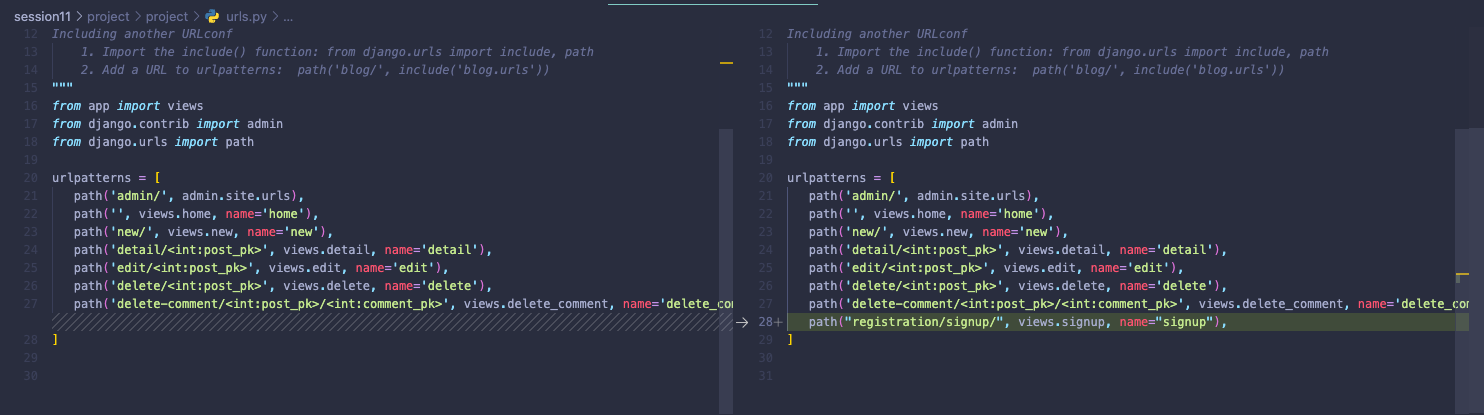 session11 > project > project > urls.py > ...
12 Including another URLconf
13     1. Import the include() function: from django.urls import include, path
14     2. Add a URL to urlpatterns:  path('blog/', include('blog.urls'))
15 """
16 from app import views
17 from django.contrib import admin
18 from django.urls import path
19
20 urlpatterns = [
21    path('admin/', admin.site.urls),
22    path('', views.home, name='home'),
23    path('new/', views.new, name='new'),
24    path('detail/<int:post_pk>', views.detail, name='detail'),
25    path('edit/<int:post_pk>', views.edit, name='edit'),
26    path('delete/<int:post_pk>', views.delete, name='delete'),
27    path('delete-comment/<int:post_pk>/<int:comment_pk>', views.delete_comment, name='delete_com
28 ]
29
30
12 Including another URLconf
13     1. Import the include() function: from django.urls import include, path
14     2. Add a URL to urlpatterns:  path('blog/', include('blog.urls'))
15 """
16 from app import views
17 from django.contrib import admin
18 from django.urls import path
19
20 urlpatterns = [
21    path('admin/', admin.site.urls),
22    path('', views.home, name='home'),
23    path('new/', views.new, name='new'),
24    path('detail/<int:post_pk>', views.detail, name='detail'),
25    path('edit/<int:post_pk>', views.edit, name='edit'),
26    path('delete/<int:post_pk>', views.delete, name='delete'),
27    path('delete-comment/<int:post_pk>/<int:comment_pk>', views.delete_comment, name='delete_com
→ 28+    path("registration/signup/", views.signup, name="signup"),
29 ]
30
31